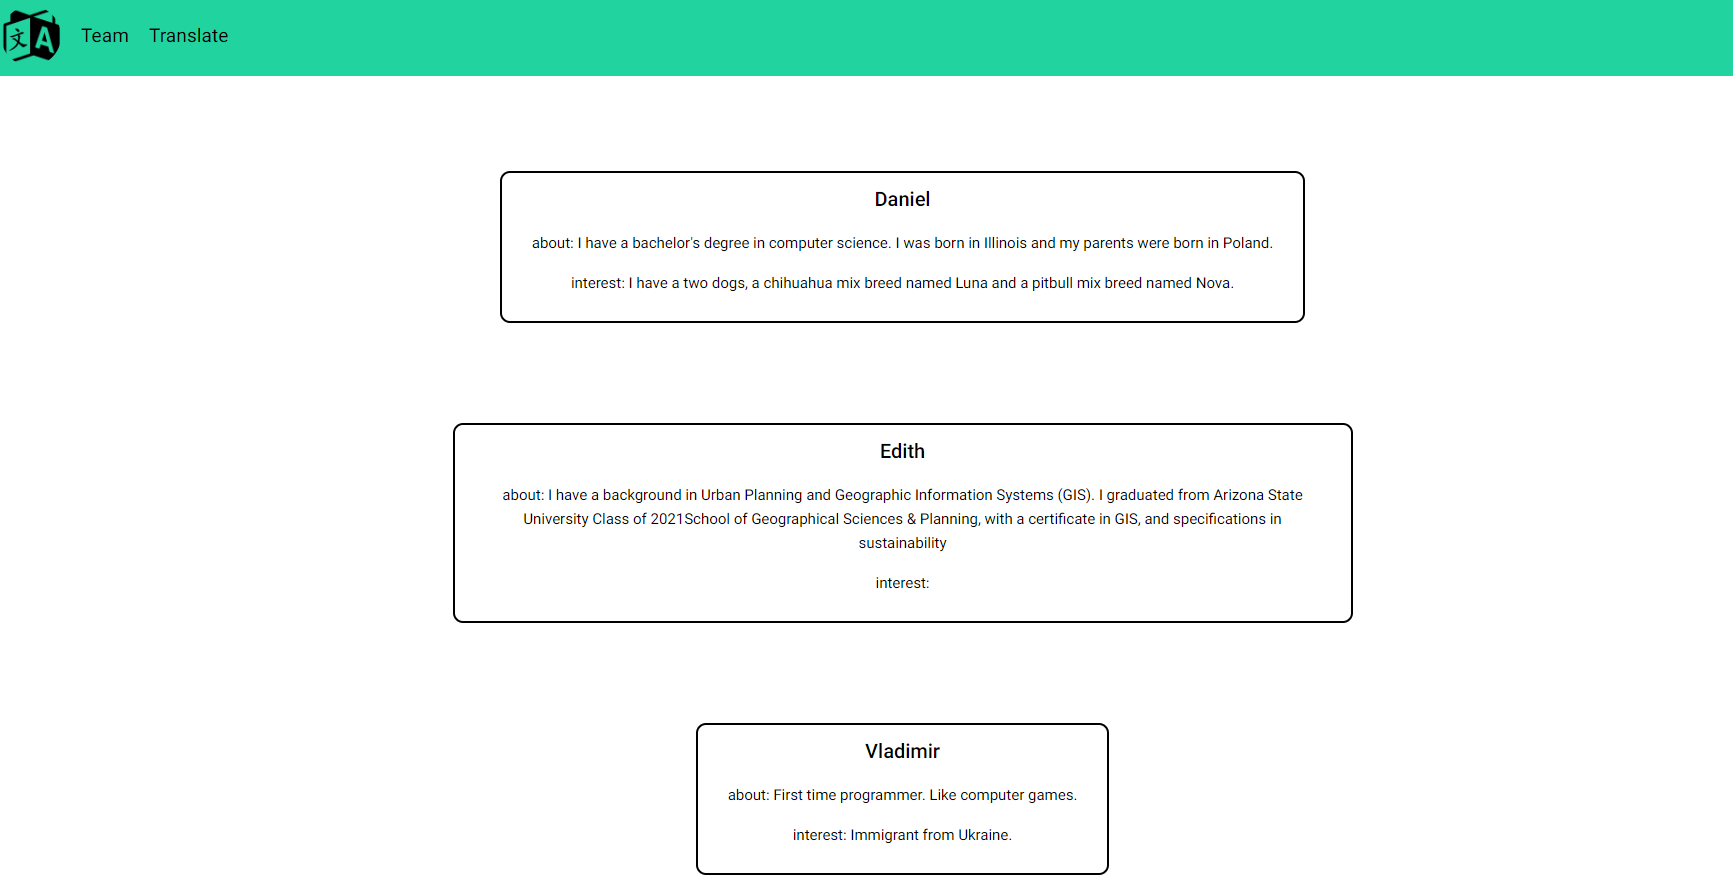 文 A Team Translate
Daniel
about: I have a bachelor's degree in computer science. I was born in Illinois and my parents were born in Poland.
interest: I have a two dogs, a chihuahua mix breed named Luna and a pitbull mix breed named Nova.
Edith
about: I have a background in Urban Planning and Geographic Information Systems (GIS). I graduated from Arizona State
University Class of 2021School of Geographical Sciences & Planning, with a certificate in GIS, and specifications in
sustainability
interest:
Vladimir
about: First time programmer. Like computer games.
interest: Immigrant from Ukraine.